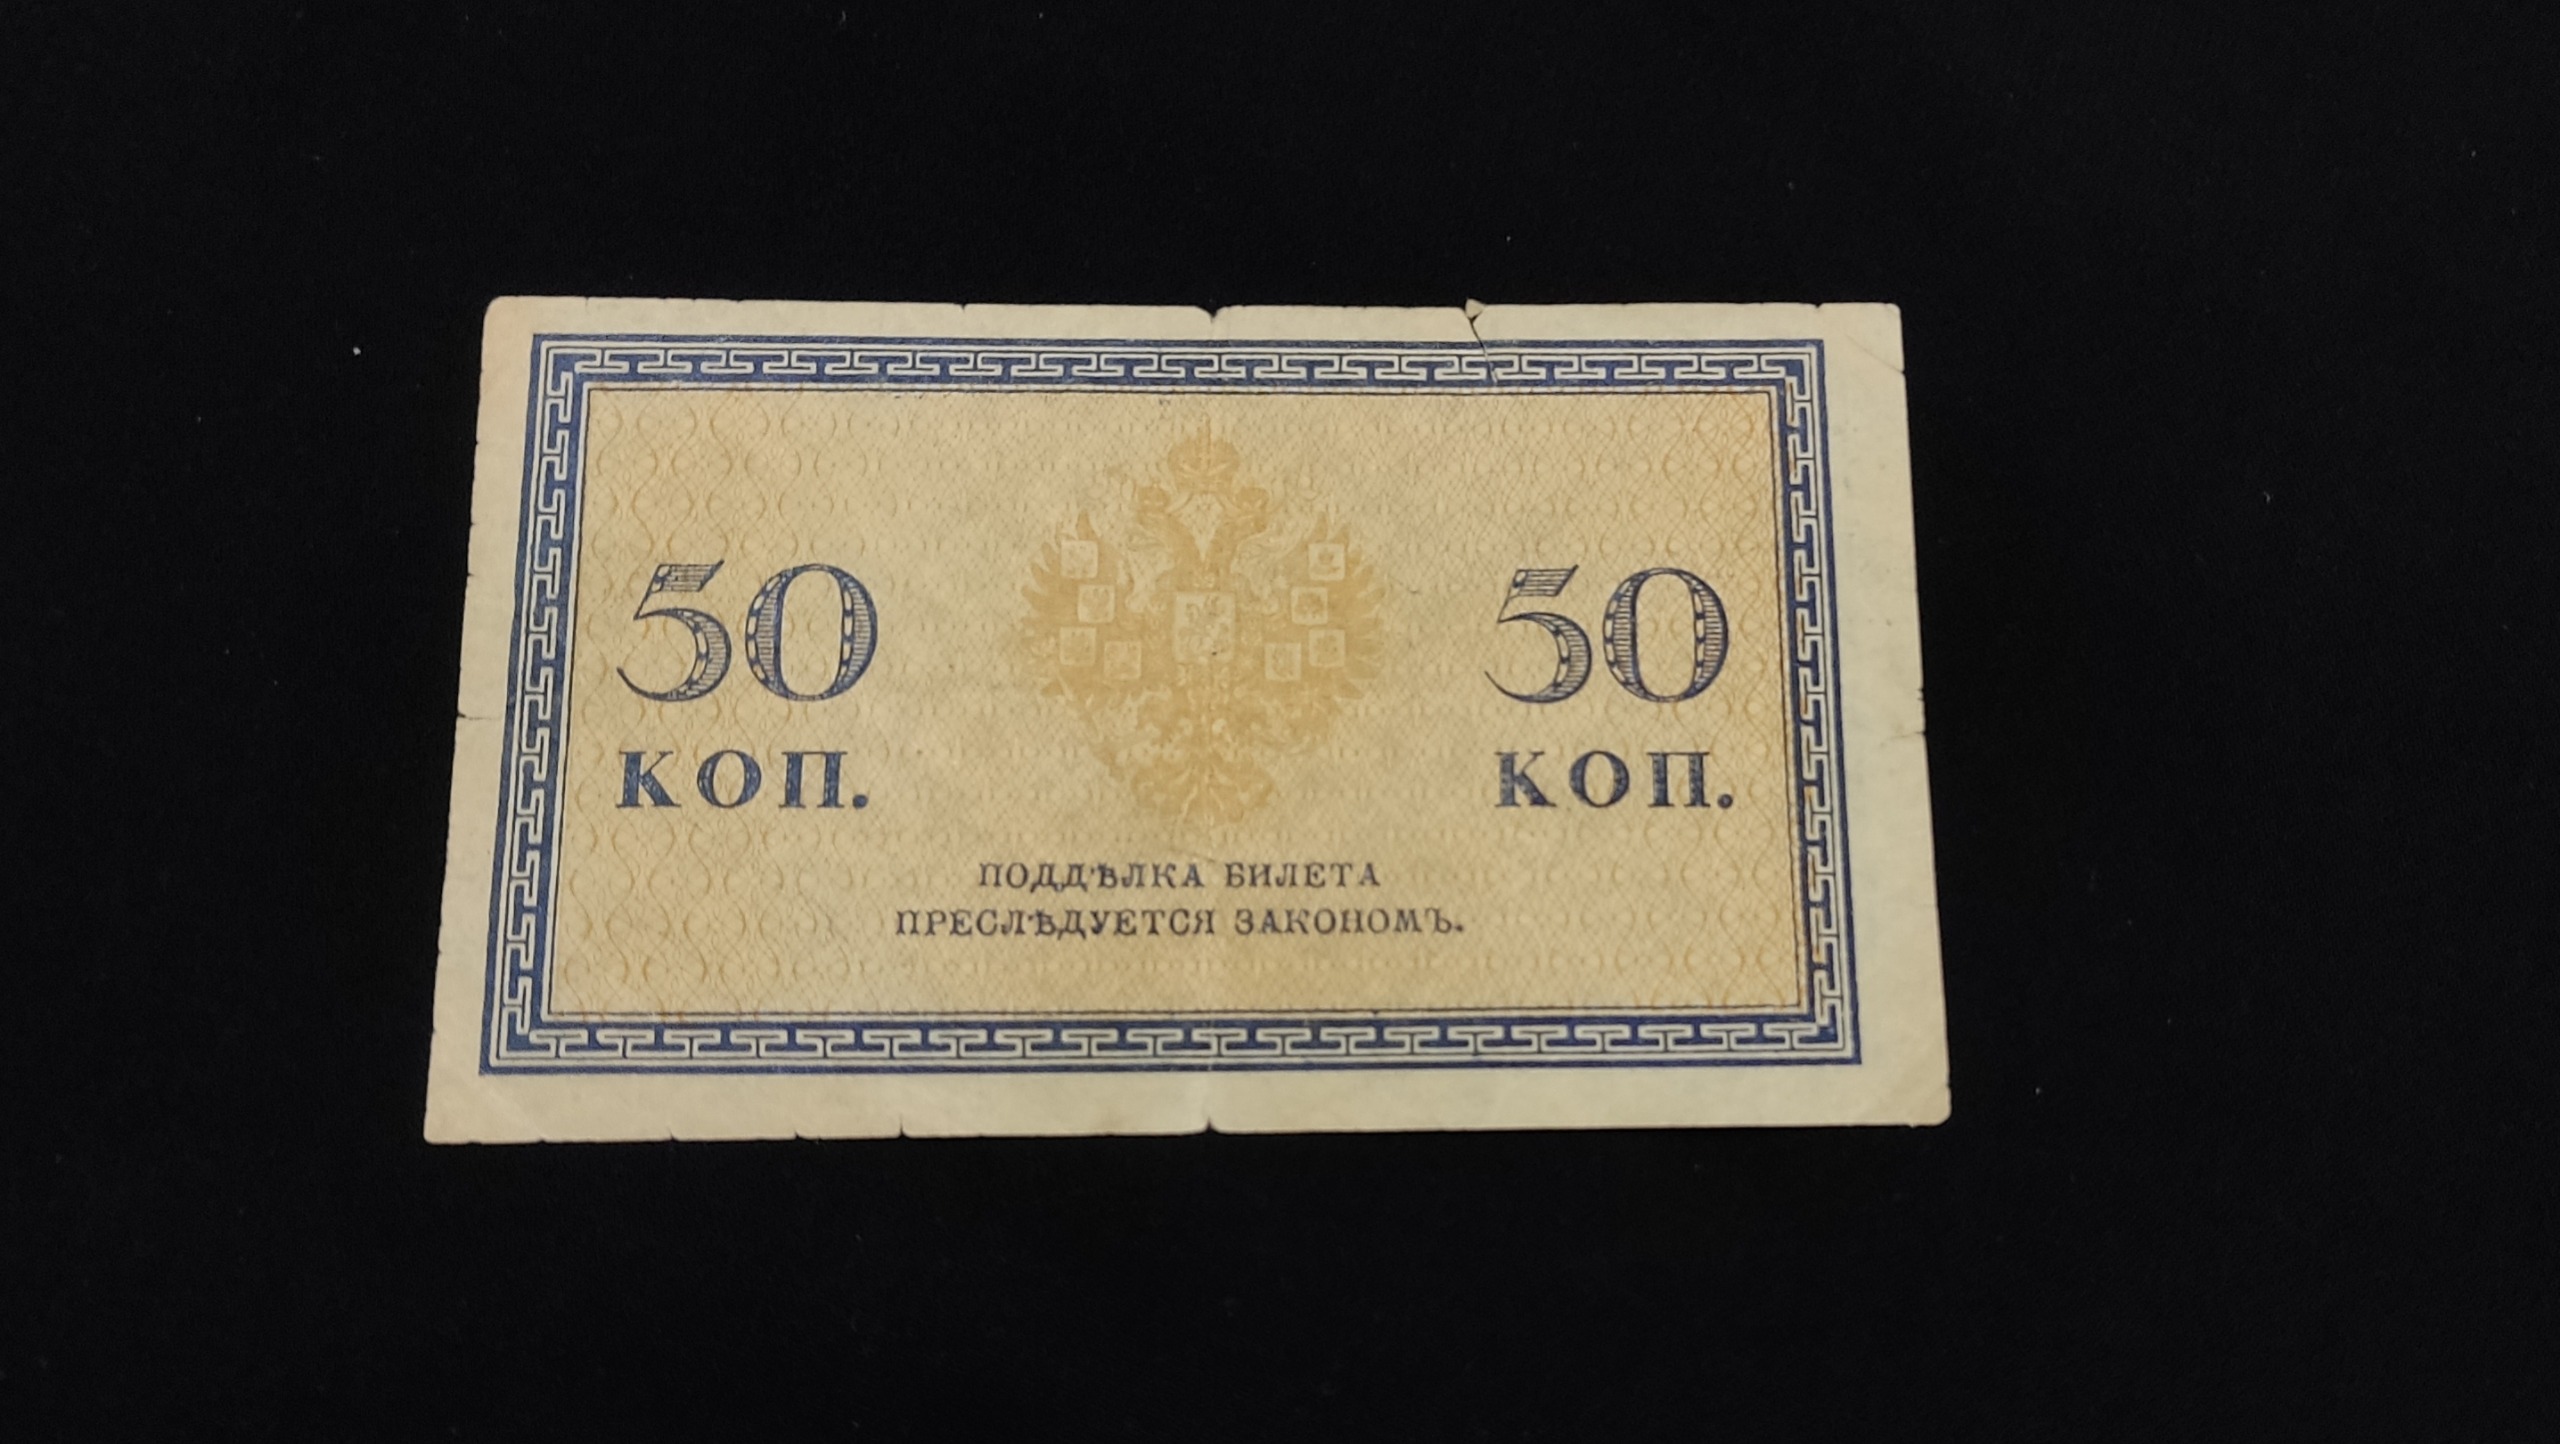 50 50
КОП. КОП.
ПОДДѢЛКА БИЛЕТА
ПРЕСЛѢДУЕТСЯ ЗАКОНОМЪ.